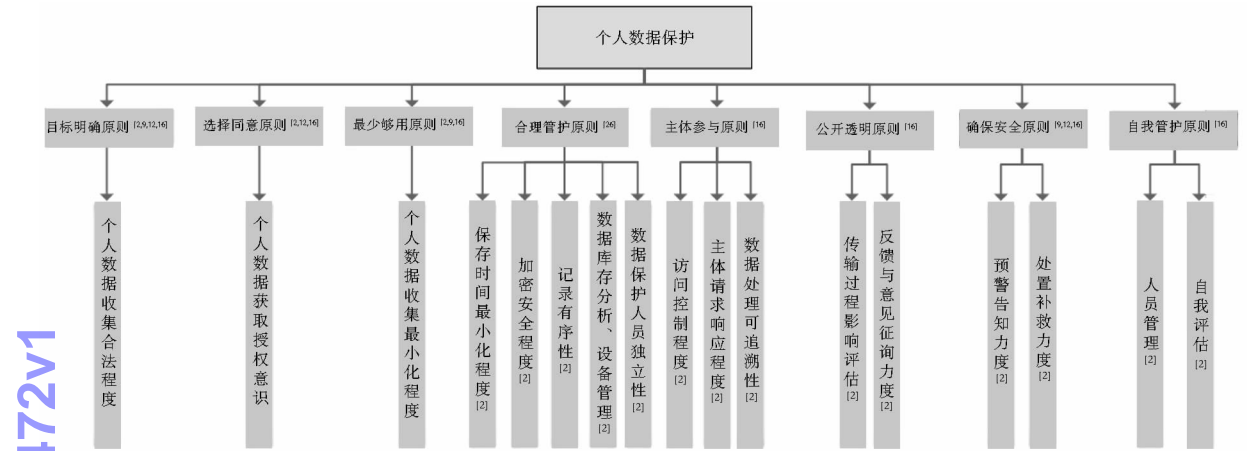 个人数据保护
目标明确原则 [2,9,12,16]
选择同意原则 [2,12,16]
最少够用原则 [2,9,16]
合理管护原则 [26]
主体参与原则 [16]
公开透明原则 [16]
确保安全原则 [9,12,16]
自我管护原则 [16]
个人数据收集合法程度
个人数据获取授权意识
个人数据收集最小化程度
保存时间最小化程度[2]
加密安全程度[2]
记录有序性[2]
数据库存分析、设备管理[2]
数据保护人员独立性[2]
访问控制程度[2]
主体请求响应程度[2]
数据处理可追溯性[2]
传输过程影响评估[2]
反馈与意见征询力度[2]
预警告知力度[2]
处置补救力度[2]
人员管理[2]
自我评估[2]
472v1